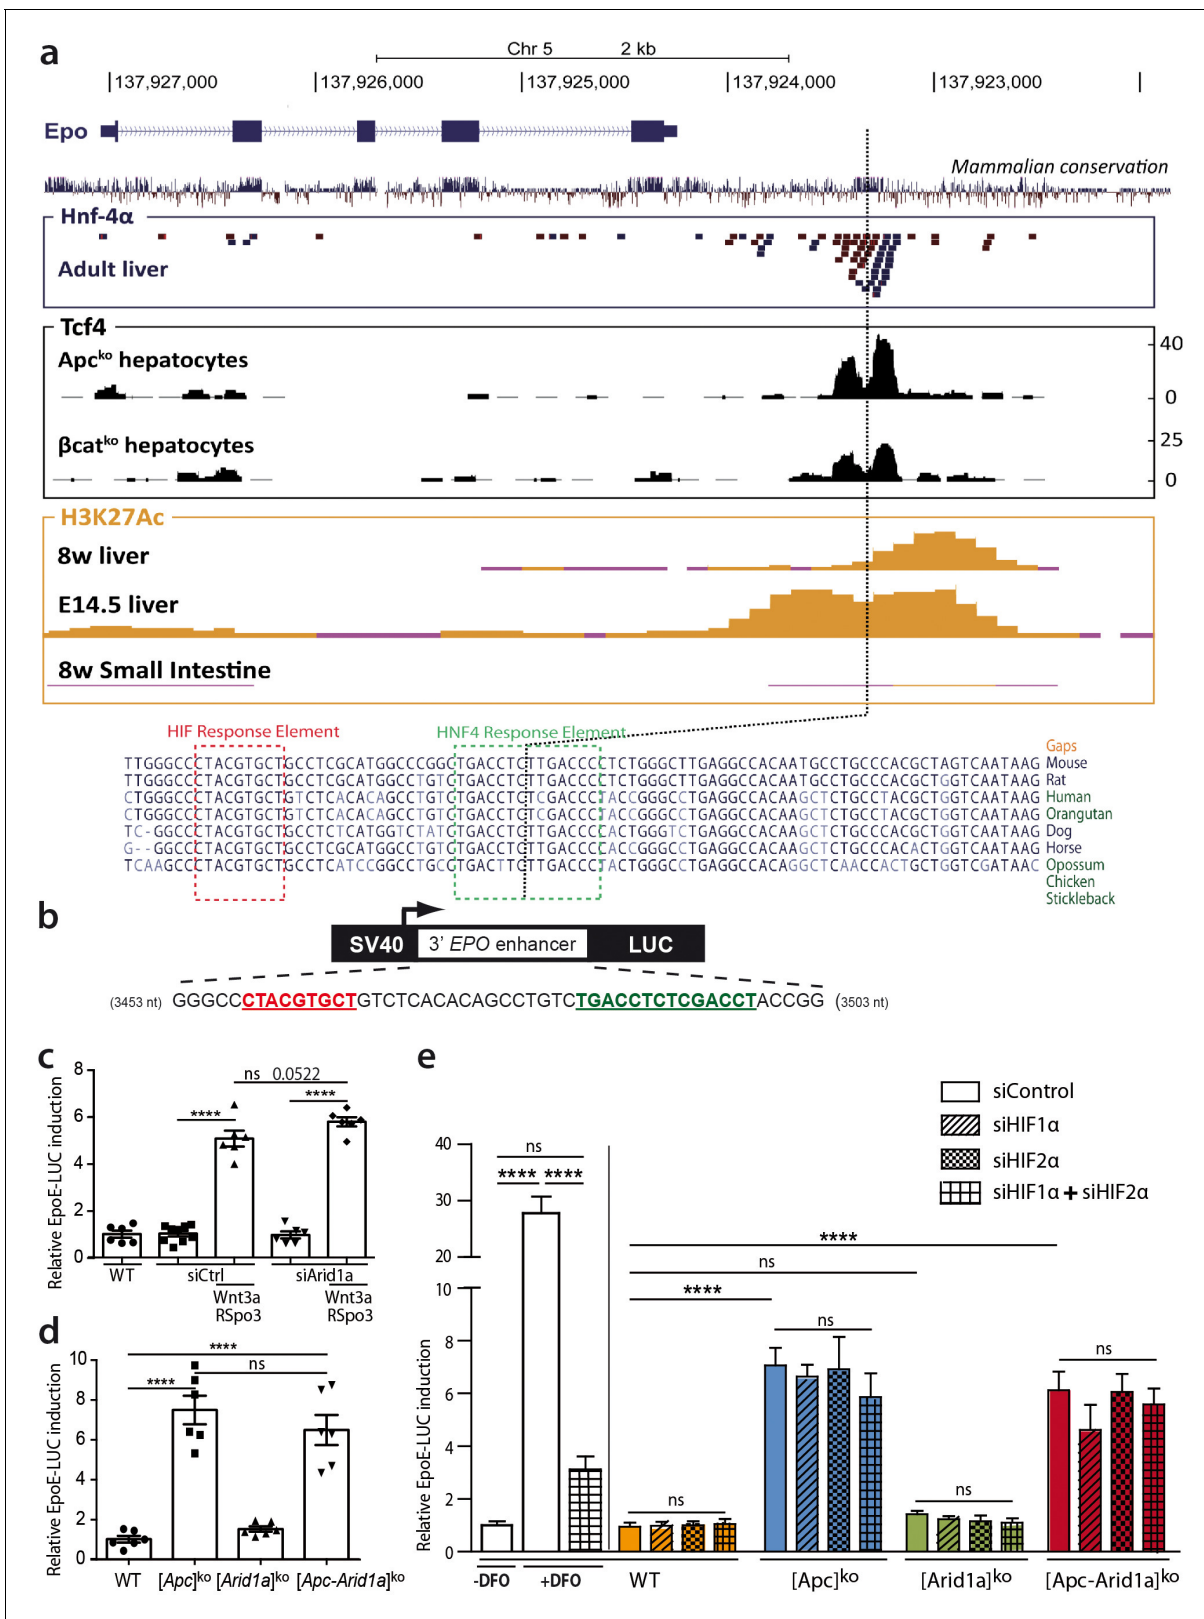 a
Chr 5 2 kb
137,927,000 137,926,000 137,925,000 137,924,000 137,923,000
Epo
Mammalian conservation
Hnf-4α
Adult liver
Tcf4
Apcᵏᵒ hepatocytes
40
0
βcatᵏᵒ hepatocytes
25
0
H3K27Ac
8w liver
E14.5 liver
8w Small Intestine
HIF Response Element HNF4 Response Element
Gaps
TTGGGCCCTACGTGCTGCCTCGCATGGCCCGGCTGACCTCTTGACCCCTCTGGGCTTGAGGCCACAATGCCTGCCCACGCTAGTCAATAAG Mouse
TTGGGCCCTACGTGCTGCCTCGCATGGCCTGTCTGACCTCTTGACCCCTCTGGGCTTGAGGCCACAATGCCTGCCCACGCTGGTCAATAAG Rat
CTGGGCCCTACGTGCTGTCTCACACAGCCTGTCTGACCTCTCGACCCTACCGGGCCTGAGGCCACAAGCTCTGCCTACGCTGGTCAATAAG Human
CTGGGCCCTACGTGCTGTCTCACACAGCCTGTCTGACCTCTCGACCCTACCGGGCCTGAGGCCACAAGCTCTGCCTACGCTGGTCAATAAG Orangutan
TC-GGCCCTACGTGCTGCCTCTCATGGTCTATCTGACCTCTTGACCCCACTGGGTCTGAGGCCACAAGCTCTGCCCACGCTGGTCAATAAG Dog
G--GGCCCTACGTGCTGCCTCGCATGGCCTGTCTGACCTCTTGACCCCACCGGGCCTGAGGCCACAAGCTCTGCCCACACTGGTCAATAAG Horse
TCAAGCCCTACGTGCTGCCTCATCCGGCCTGCCTGACTTCTTGACCCTACTGGGCCTGAGGCCACAGGCTCAACCACTGCTGGTCGATAAC Opossum
Chicken
Stickleback
b
SV40 3' EPO enhancer LUC
(3453 nt) GGGCCCTACGTGCTGTCTCACACAGCCTGTCTGACCTCTCGACCTACCGG (3503 nt)
c
Relative EpoE-LUC induction
8
6
4
2
0
ns 0.0522
**** ****
WT siCtrl siArid1a
Wnt3a Wnt3a
RSpo3 RSpo3
d
Relative EpoE-LUC induction
10
8
6
4
2
0
****
**** ns
WT [Apc]ᵏᵒ [Arid1a]ᵏᵒ [Apc-Arid1a]ᵏᵒ
e
siControl
siHIF1α
siHIF2α
siHIF1α + siHIF2α
Relative EpoE-LUC induction
40
30
20
10
8
6
4
2
0
ns
**** ****
****
ns
****
ns
ns
ns
ns
-DFO +DFO WT [Apc]ᵏᵒ [Arid1a]ᵏᵒ [Apc-Arid1a]ᵏᵒ